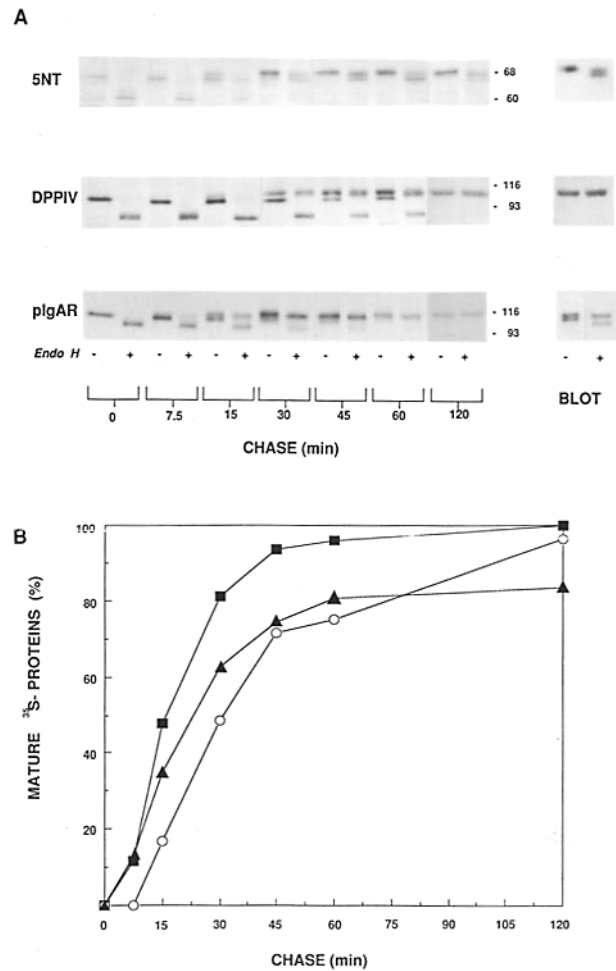 A
5NT
- 68
- 60
DPPIV
- 116
- 93
pIgAR
- 116
- 93
Endo H - + - + - + - + - + - + - + - +
0 7.5 15 30 45 60 120
BLOT
CHASE (min)
B
MATURE 35S- PROTEINS (%)
100
80
60
40
20
0 15 30 45 60 75 90 105 120
CHASE (min)